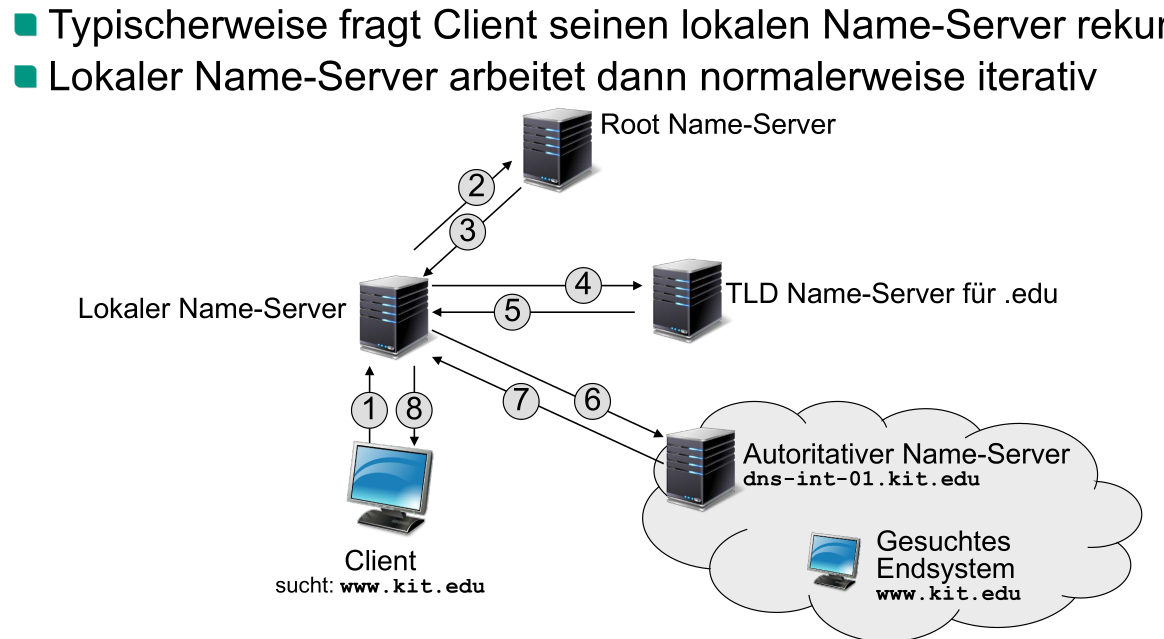 Typischerweise fragt Client seinen lokalen Name-Server
Lokaler Name-Server arbeitet dann normalerweise iterativ
Root Name-Server
2
3
Lokaler Name-Server
4
TLD Name-Server für .edu
5
1
8
7
6
Autoritativer Name-Server
dns-int-01.kit.edu
Client
sucht: www.kit.edu
Gesuchtes
Endsystem
www.kit.edu